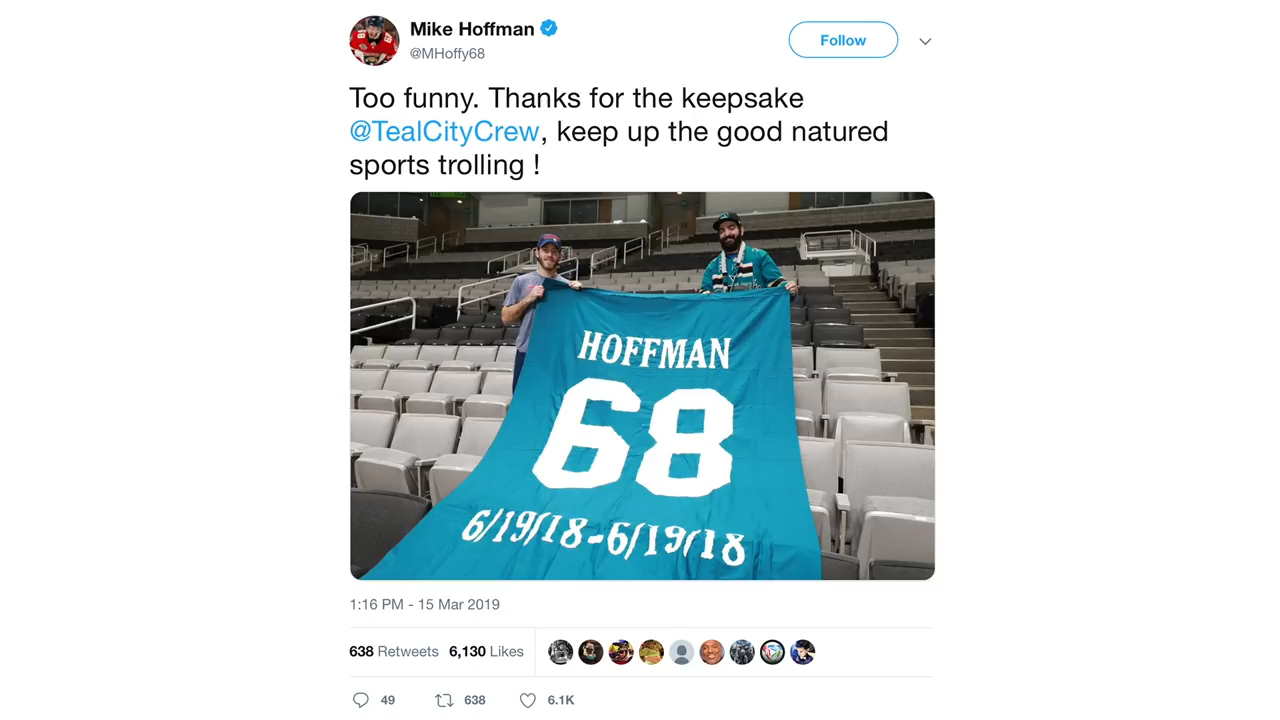 Mike Hoffman
@MHoffy68
Follow
Too funny. Thanks for the keepsake
@TealCityCrew, keep up the good natured
sports trolling !
HOFFMAN
68
6/19/18-6/19/18
1:16 PM - 15 Mar 2019
638 Retweets 6,130 Likes
49 638 6.1K